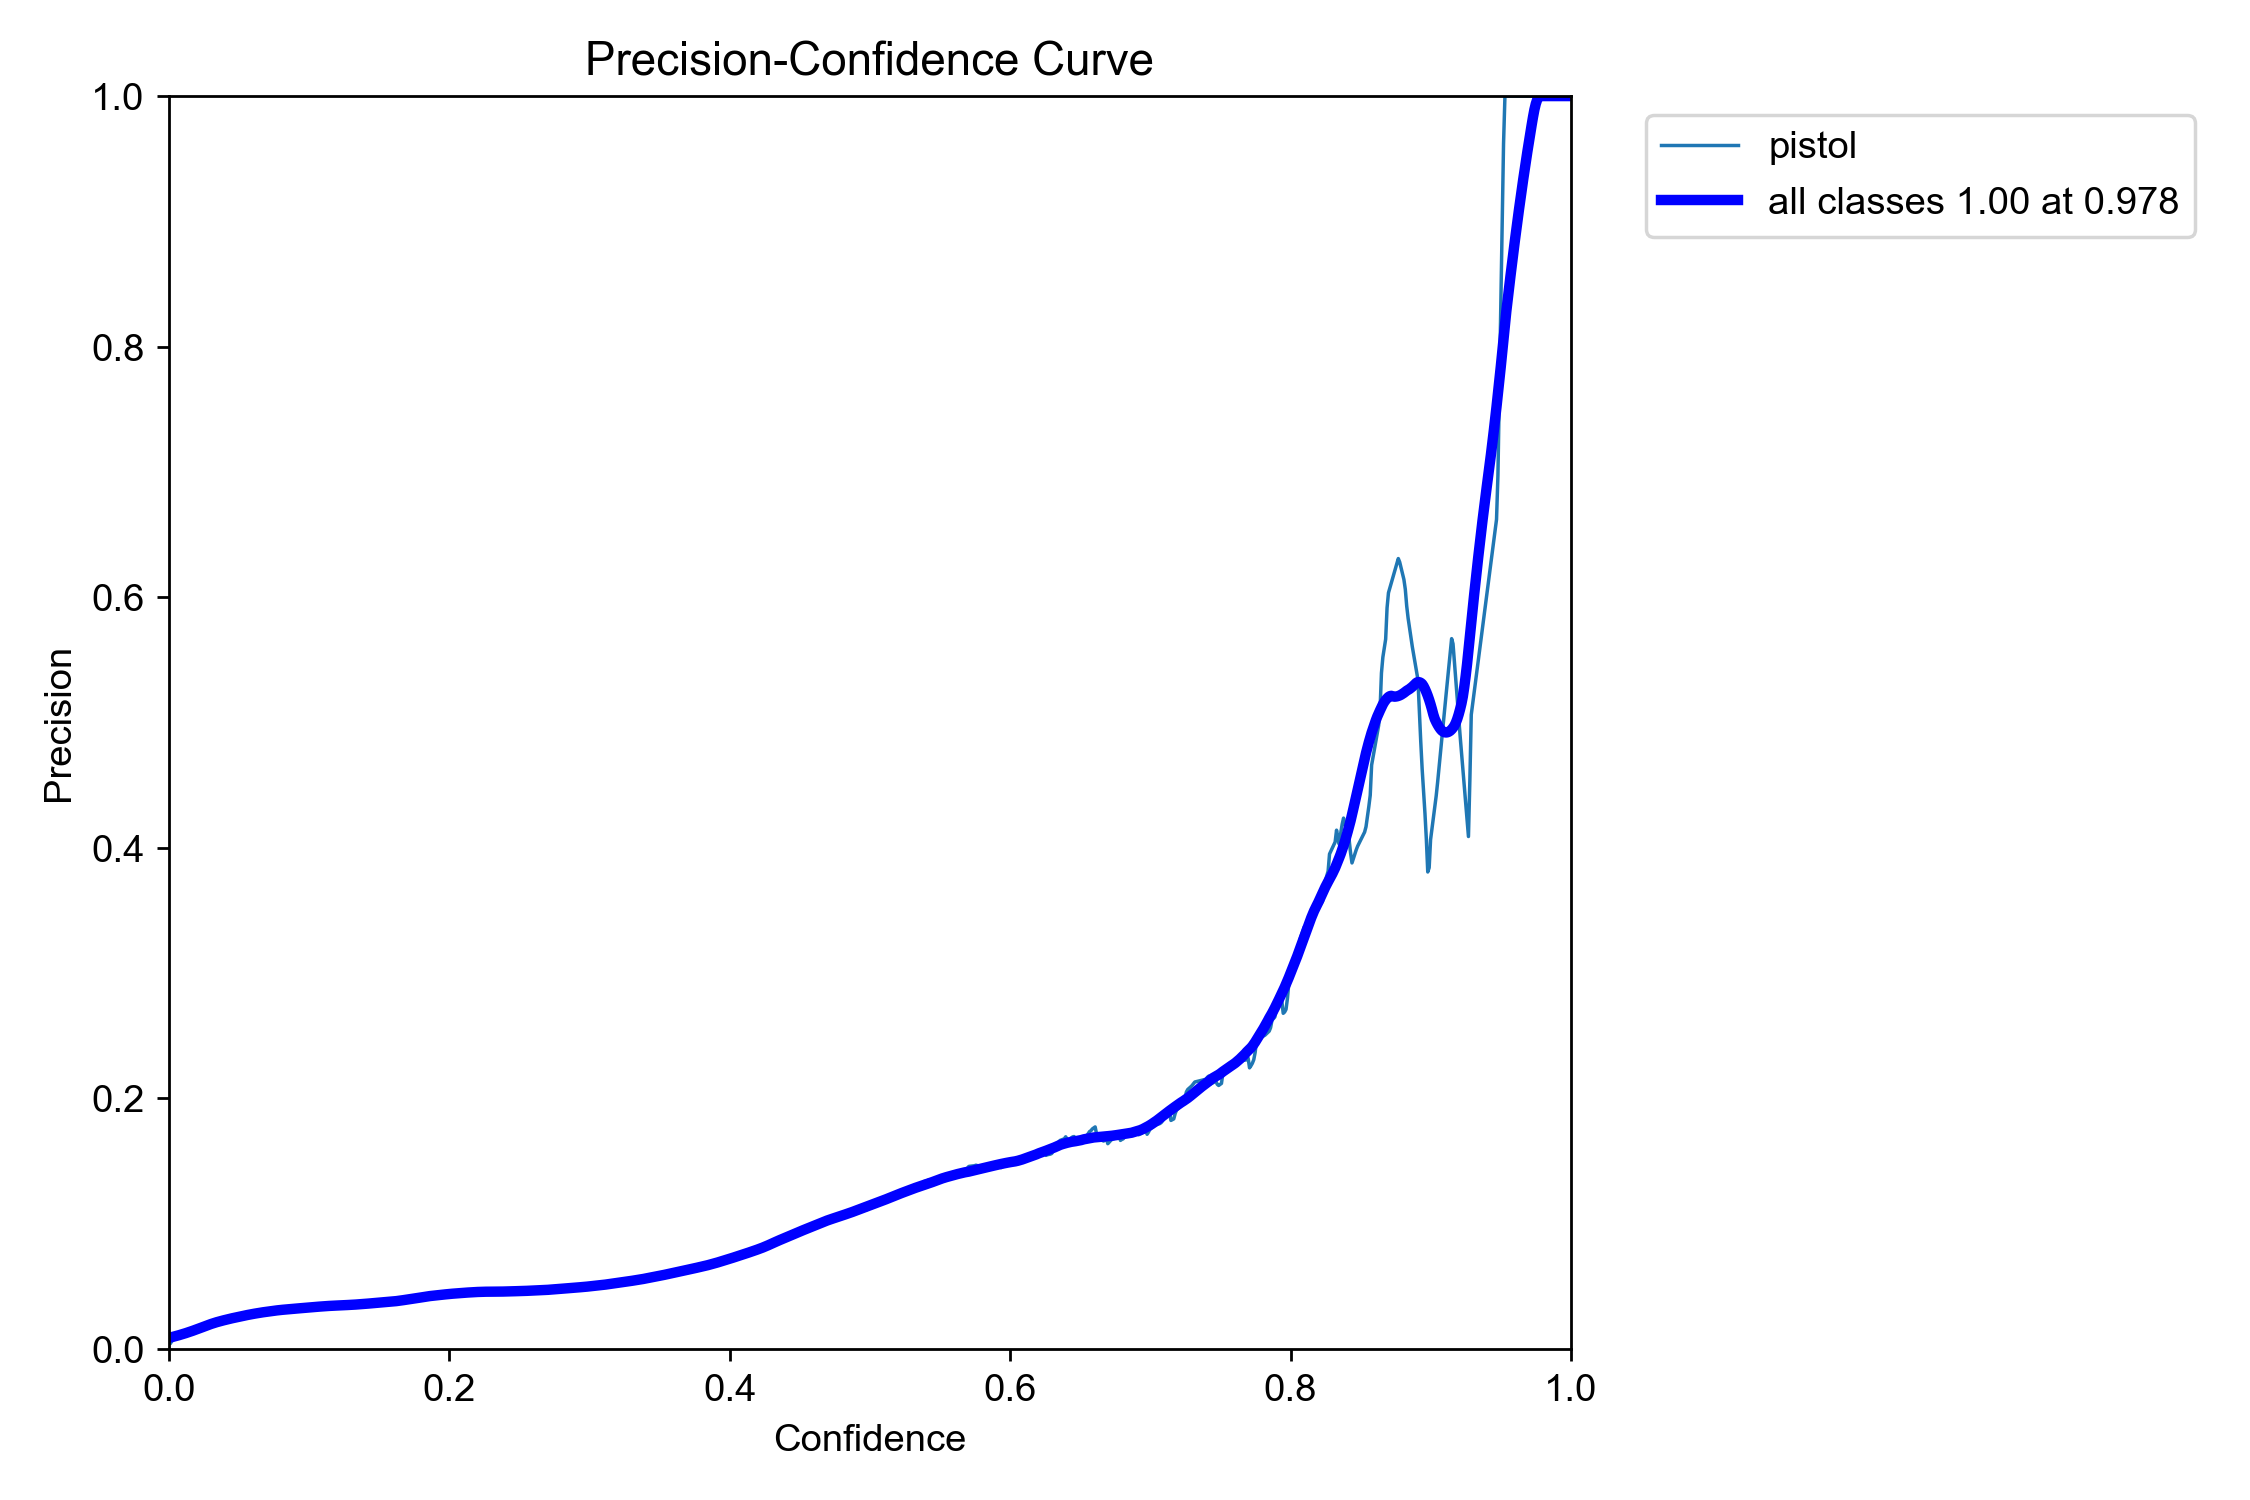 Precision-Confidence Curve
1.0
0.8
0.6
0.4
0.2
0.0
Precision
0.0 0.2 0.4 0.6 0.8 1.0
Confidence
pistol
all classes 1.00 at 0.978